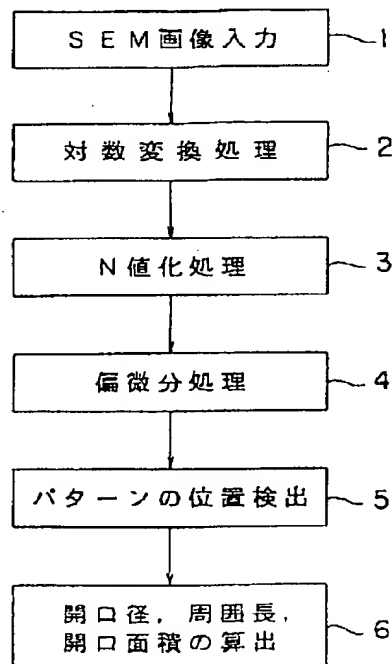 SEM画像入力 1
対数変換処理 2
N値化処理 3
偏微分処理 4
パターンの位置検出 5
開口径,周囲長,
開口面積の算出 6